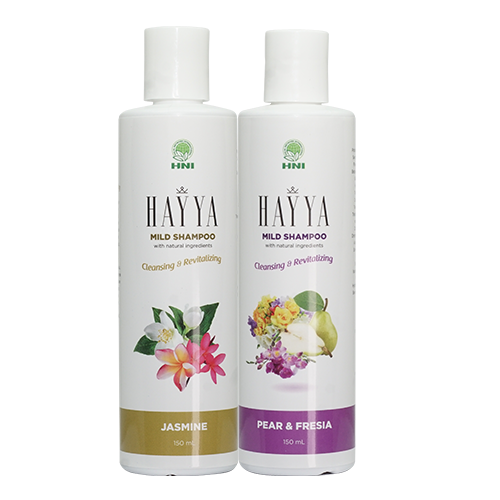 HNI
HAYYA
MILD SHAMPOO
with natural ingredients
Cleansing & Revitalizing
JASMINE
150 mL
HNI
HAYYA
MILD SHAMPOO
with natural ingredients
Cleansing & Revitalizing
PEAR & FRESIA
150 mL